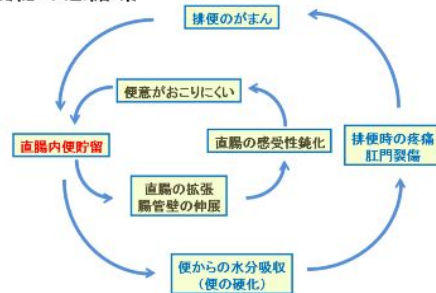 排便のがまん
便意がおこりにくい
直腸内便貯留
直腸の感受性鈍化
排便時の疼痛
肛門裂傷
直腸の拡張
腸管壁の伸展
便からの水分吸収
(便の硬化)